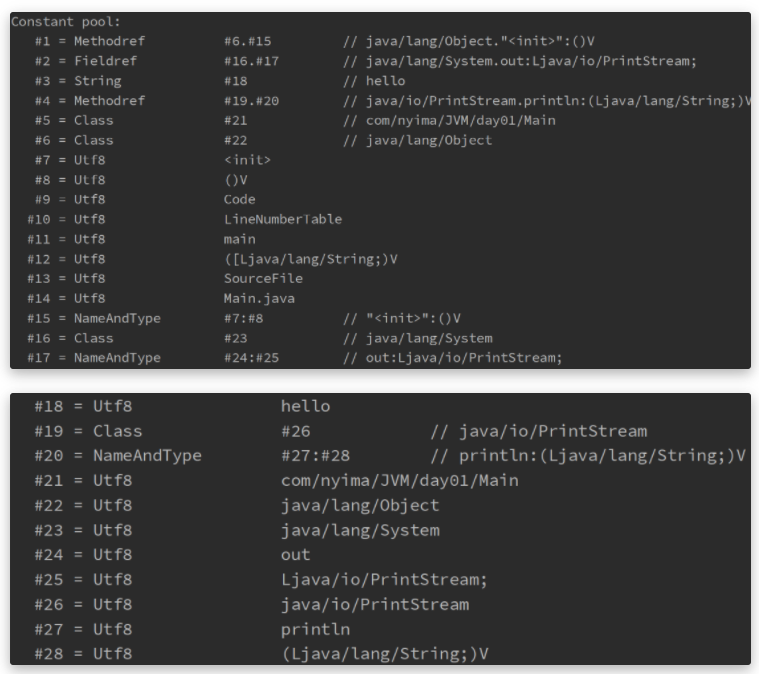 Constant pool:
#1 = Methodref #6.#15 // java/lang/Object."<init>":()V
#2 = Fieldref #16.#17 // java/lang/System.out:Ljava/io/PrintStream;
#3 = String #18 // hello
#4 = Methodref #19.#20 // java/io/PrintStream.println:(Ljava/lang/String;)V
#5 = Class #21 // com/nyima/JVM/day01/Main
#6 = Class #22 // java/lang/Object
#7 = Utf8 <init>
#8 = Utf8 ()V
#9 = Utf8 Code
#10 = Utf8 LineNumberTable
#11 = Utf8 main
#12 = Utf8 ([Ljava/lang/String;)V
#13 = Utf8 SourceFile
#14 = Utf8 Main.java
#15 = NameAndType #7:#8 // "<init>":()V
#16 = Class #23 // java/lang/System
#17 = NameAndType #24:#25 // out:Ljava/io/PrintStream;
#18 = Utf8 hello
#19 = Class #26 // java/io/PrintStream
#20 = NameAndType #27:#28 // println:(Ljava/lang/String;)V
#21 = Utf8 com/nyima/JVM/day01/Main
#22 = Utf8 java/lang/Object
#23 = Utf8 java/lang/System
#24 = Utf8 out
#25 = Utf8 Ljava/io/PrintStream;
#26 = Utf8 java/io/PrintStream
#27 = Utf8 println
#28 = Utf8 (Ljava/lang/String;)V